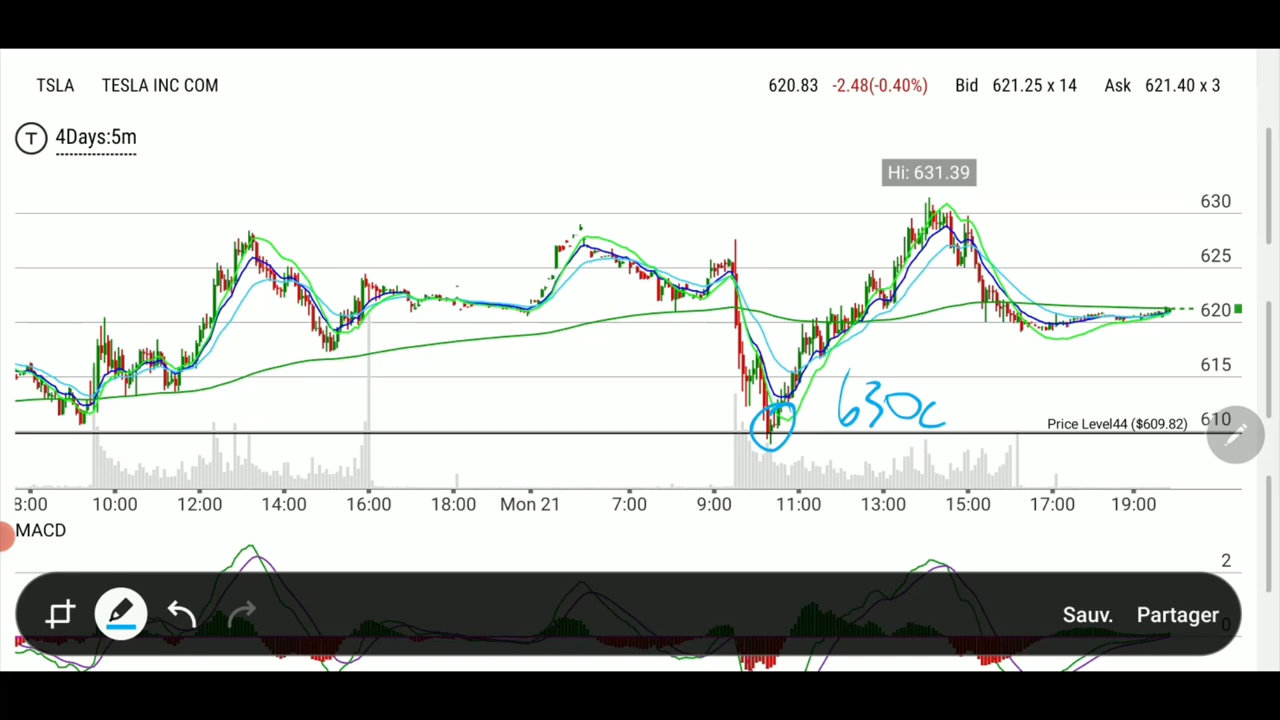 TSLA TESLA INC COM 620.83 -2.48(-0.40%) Bid 621.25 x 14 Ask 621.40 x 3
T 4Days:5m
Hi: 631.39
630
625
620
615
630c
Price Level44 ($609.82) 610
8:00 10:00 12:00 14:00 16:00 18:00 Mon 21 7:00 9:00 11:00 13:00 15:00 17:00 19:00
MACD
2
Sauv. Partager
0